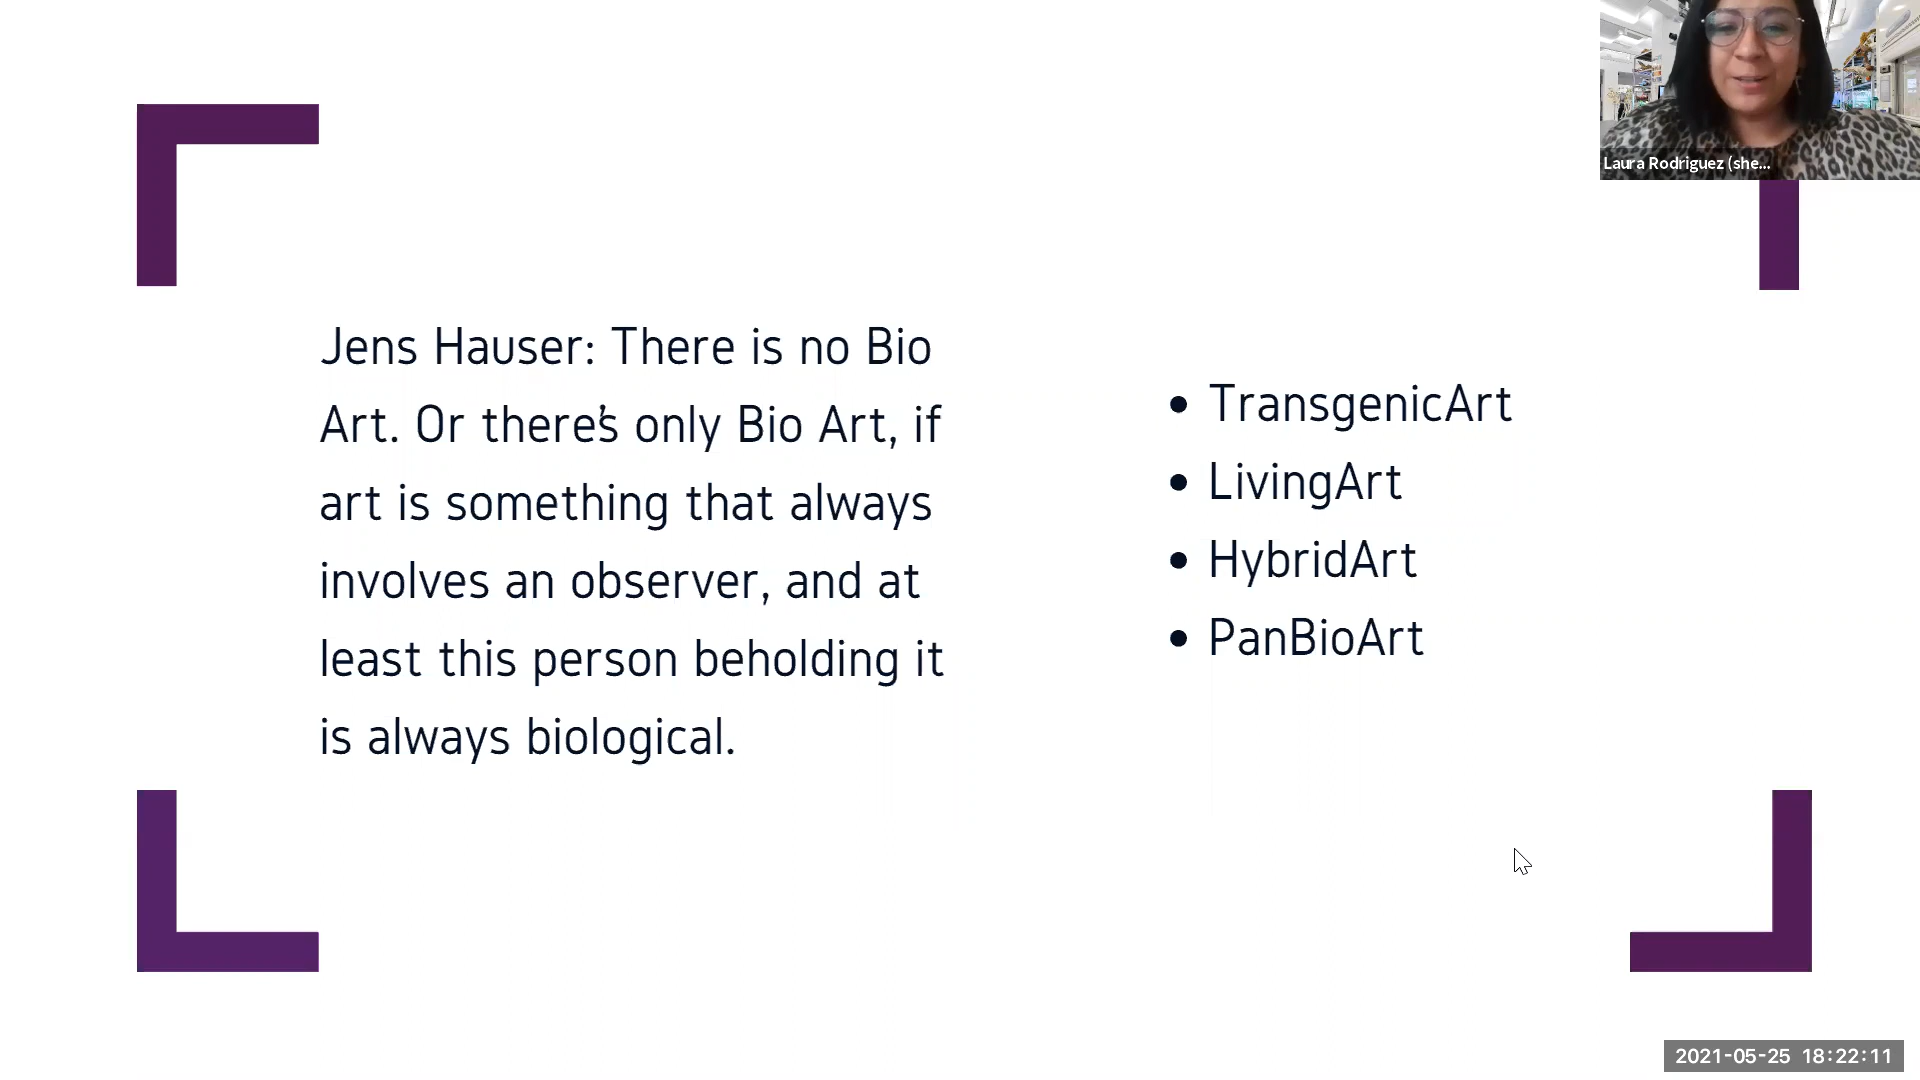 Jens Hauser: There is no Bio
Art. Or there's only Bio Art, if
art is something that always
involves an observer, and at
least this person beholding it
is always biological.
• TransgenicArt
• LivingArt
• HybridArt
• PanBioArt
Laura Rodriguez (she...
2021-05-25 18:22:11